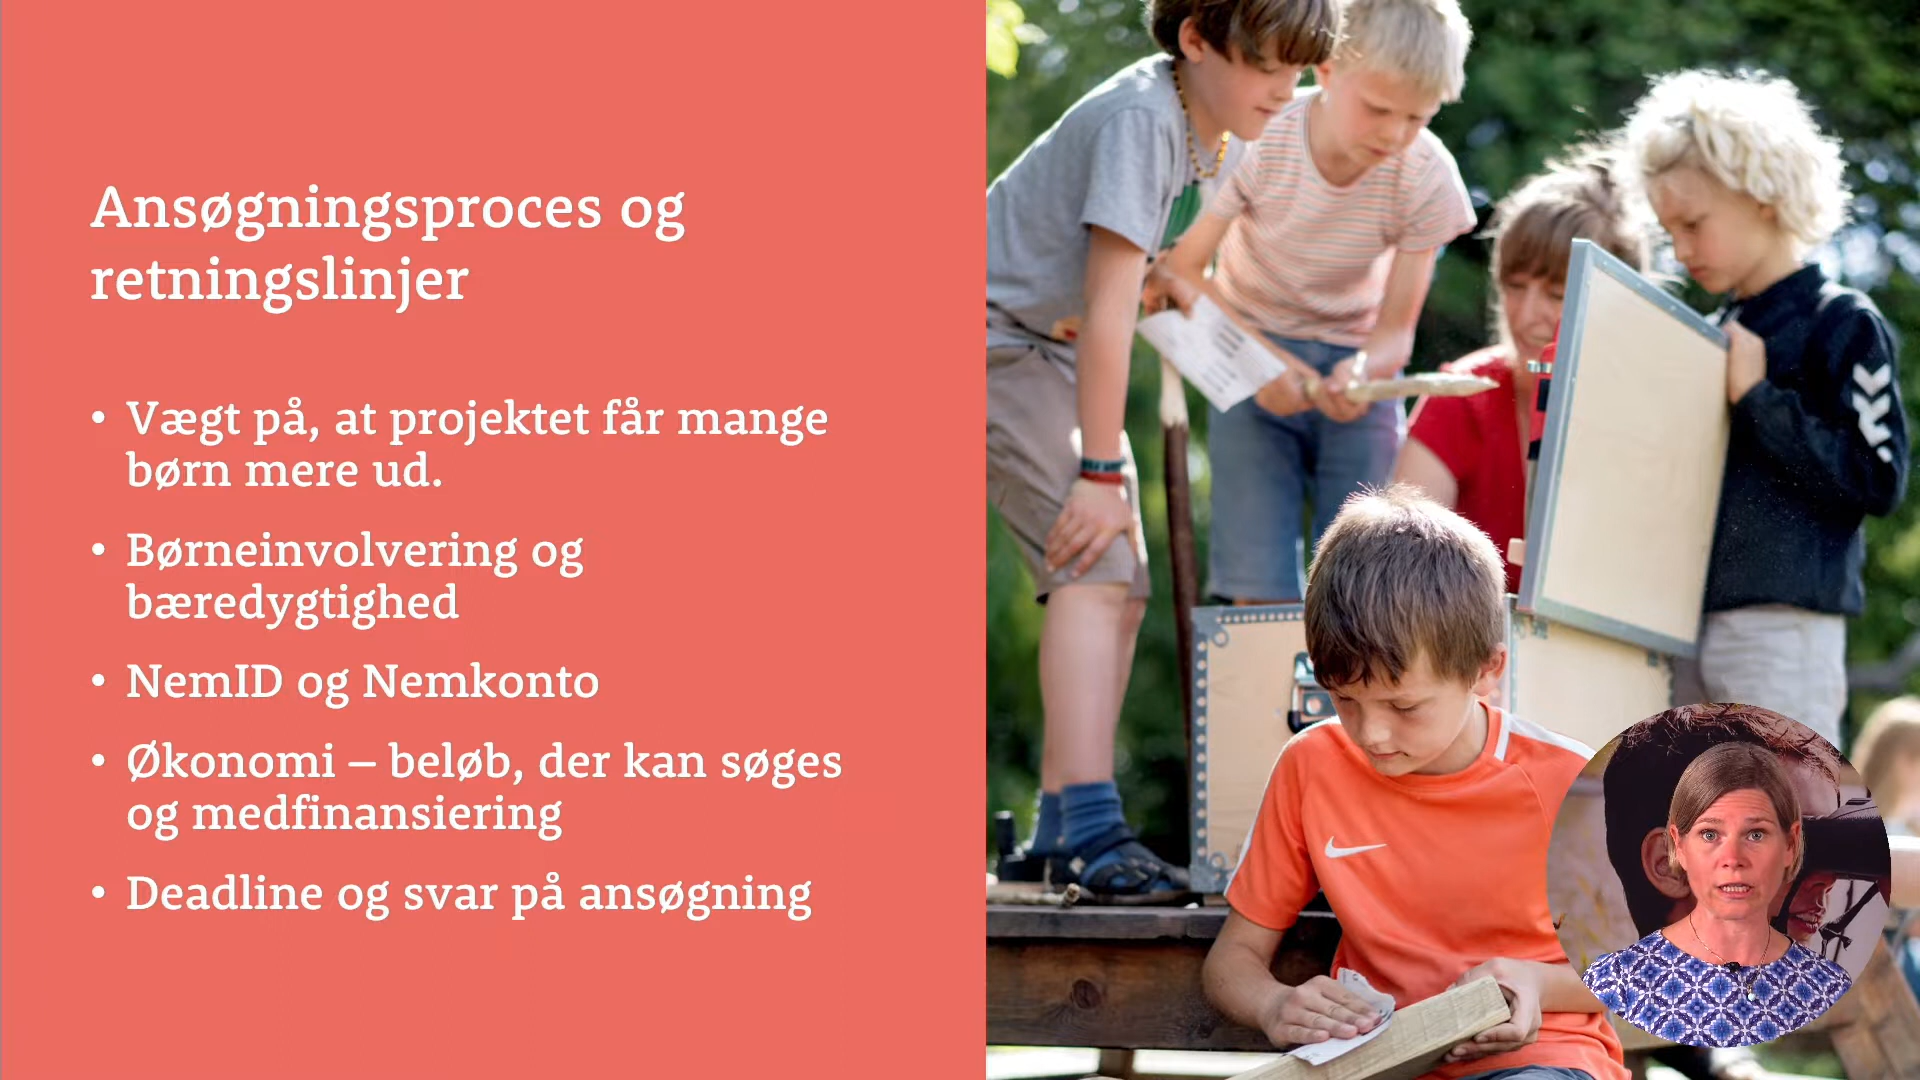 Ansøgningsproces og
retningslinjer
• Vægt på, at projektet får mange
børn mere ud.
• Børneinvolvering og
bæredygtighed
• NemID og Nemkonto
• Økonomi – beløb, der kan søges
og medfinansiering
• Deadline og svar på ansøgning